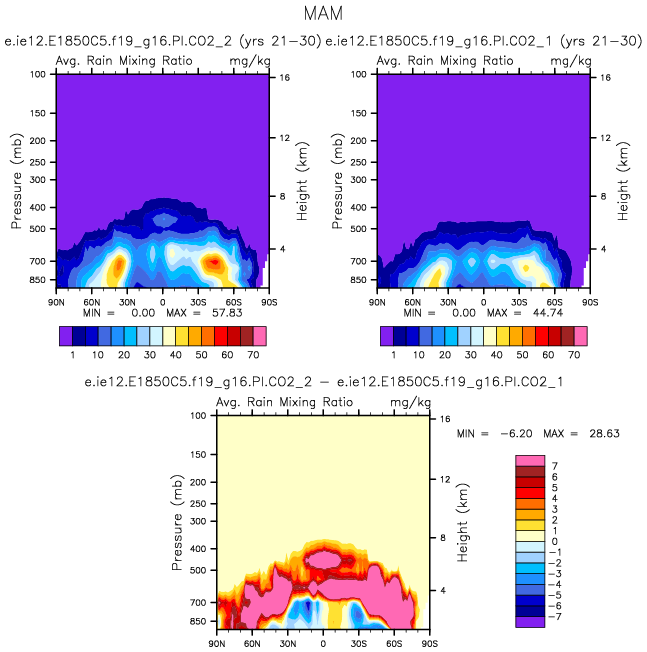 MAM
e.ie12.E1850C5.f19_g16.PI.CO2_2 (yrs 21-30) e.ie12.E1850C5.f19_g16.PI.CO2_1 (yrs 21-30)
Avg. Rain Mixing Ratio mg/kg
Pressure (mb)
100
150
200
250
300
400
500
700
850
Height (km)
16
12
8
4
90N 60N 30N 0 30S 60S 90S
MIN = 0.00 MAX = 57.83
1 10 20 30 40 50 60 70
Avg. Rain Mixing Ratio mg/kg
Pressure (mb)
100
150
200
250
300
400
500
700
850
Height (km)
16
12
8
4
90N 60N 30N 0 30S 60S 90S
MIN = 0.00 MAX = 44.74
1 10 20 30 40 50 60 70
e.ie12.E1850C5.f19_g16.PI.CO2_2 - e.ie12.E1850C5.f19_g16.PI.CO2_1
Avg. Rain Mixing Ratio mg/kg
Pressure (mb)
100
150
200
250
300
400
500
700
850
Height (km)
16
12
8
4
90N 60N 30N 0 30S 60S 90S
MIN = -6.20 MAX = 28.63
7
6
5
4
3
2
1
0
-1
-2
-3
-4
-5
-6
-7